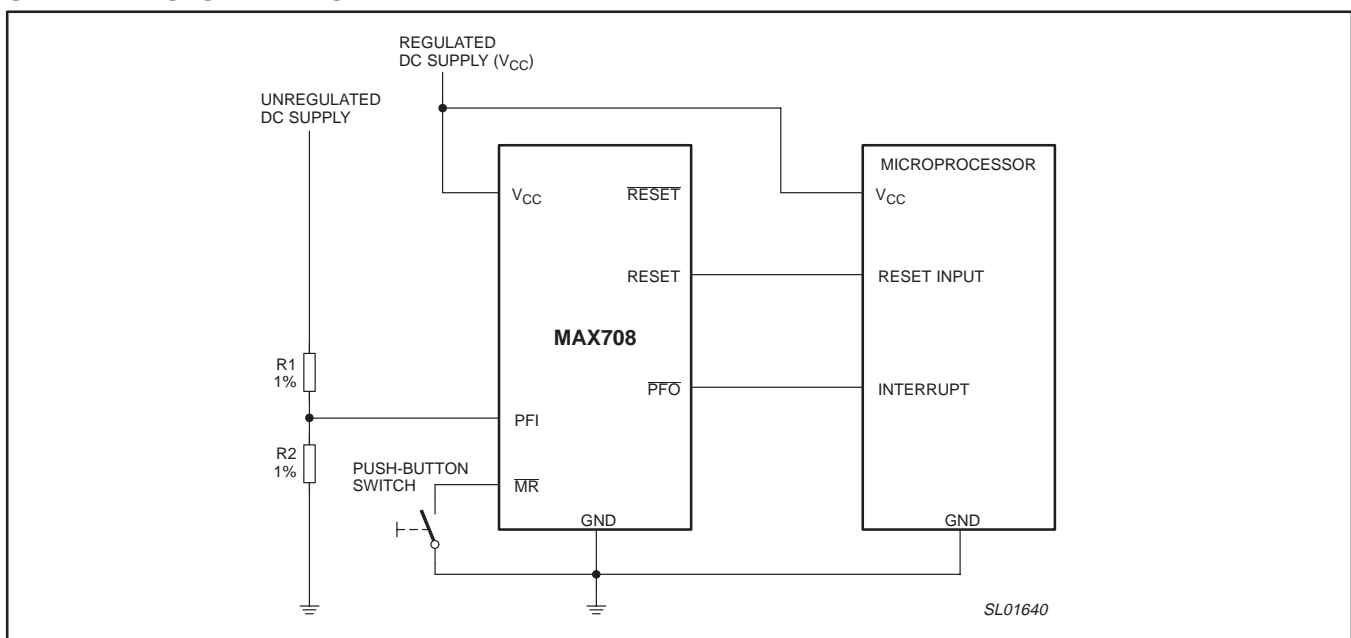 REGULATED
DC SUPPLY (VCC)
UNREGULATED
DC SUPPLY
MICROPROCESSOR
VCC
RESET
VCC
RESET
RESET INPUT
MAX708
R1
1%
PFO
INTERRUPT
PFI
R2
1%
PUSH-BUTTON
SWITCH
MR
GND
GND
SL01640